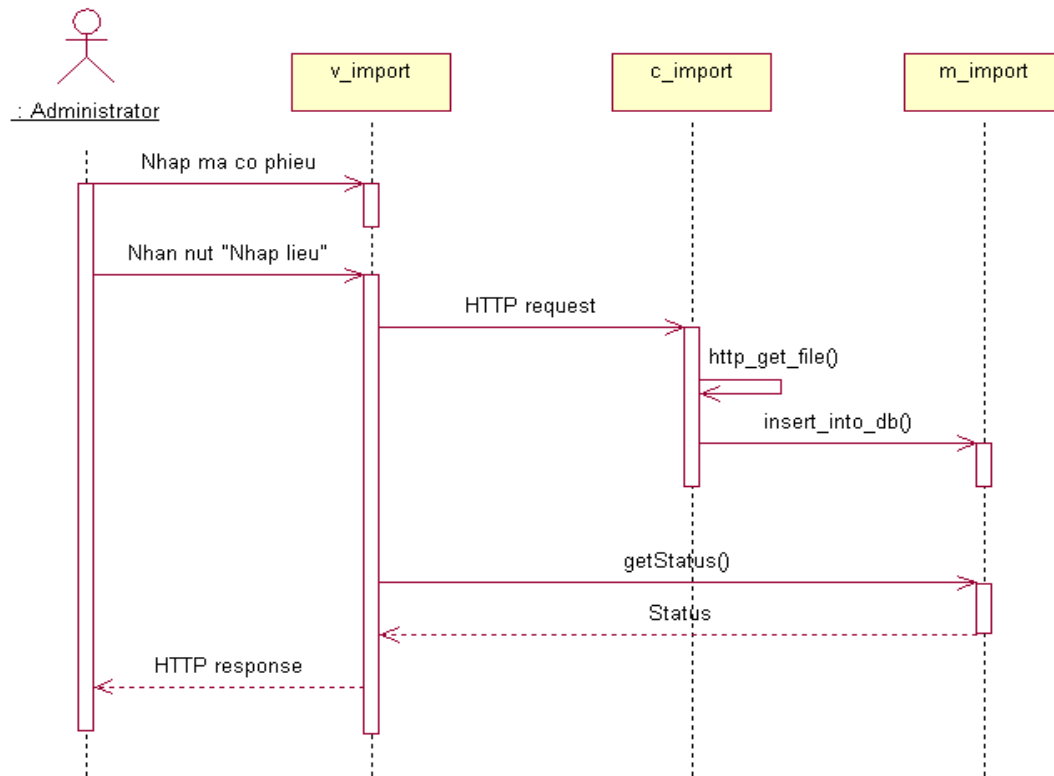 v_import
c_import
m_import
: Administrator
Nhap ma co phieu
Nhan nut "Nhap lieu"
HTTP request
http_get_file()
insert_into_db()
getStatus()
Status
HTTP response